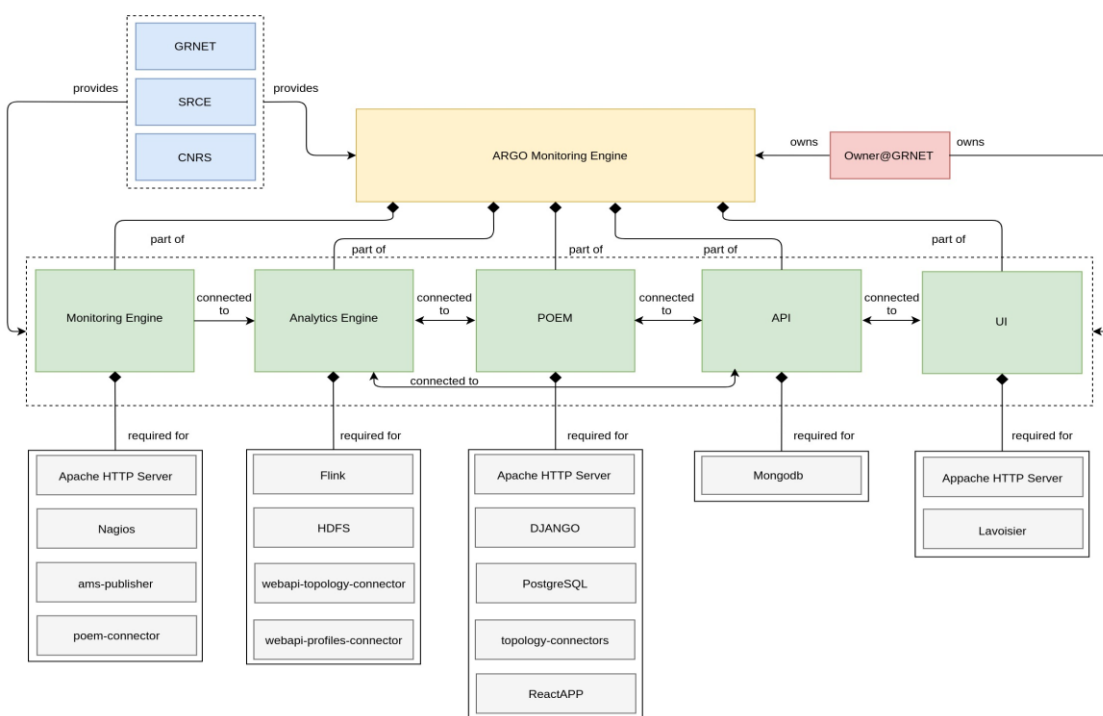 GRNET
provides
SRCE
provides
CNRS
ARGO Monitoring Engine
owns
Owner@GRNET
owns
part of
part of
part of
part of
part of
Monitoring Engine
connected
to
Analytics Engine
connected
to
POEM
connected
to
API
connected
to
UI
connected to
required for
required for
required for
required for
required for
Apache HTTP Server
Nagios
ams-publisher
poem-connector
Flink
HDFS
webapi-topology-connector
webapi-profiles-connector
Apache HTTP Server
DJANGO
PostgreSQL
topology-connectors
ReactAPP
Mongodb
Appache HTTP Server
Lavoisier